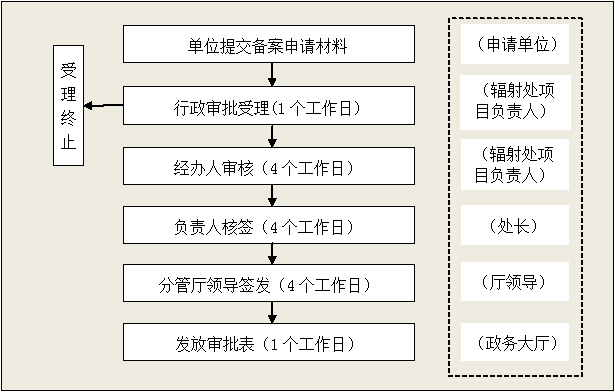 单位提交备案申请材料
（申请单位）
受理终止
行政审批受理(1个工作日）
（辐射处项
目负责人）
经办人审核（4个工作日）
（辐射处项
目负责人）
负责人核签（4个工作日）
（处长）
分管厅领导签发（4个工作日）
（厅领导）
发放审批表（1个工作日）
（政务大厅）